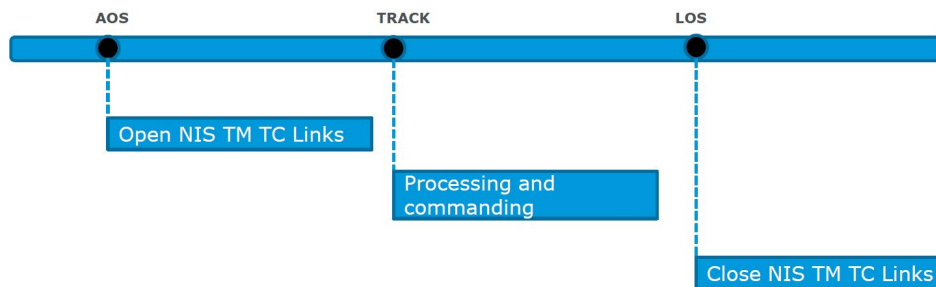 AOS
TRACK
LOS
Open NIS TM TC Links
Processing and
commanding
Close NIS TM TC Links